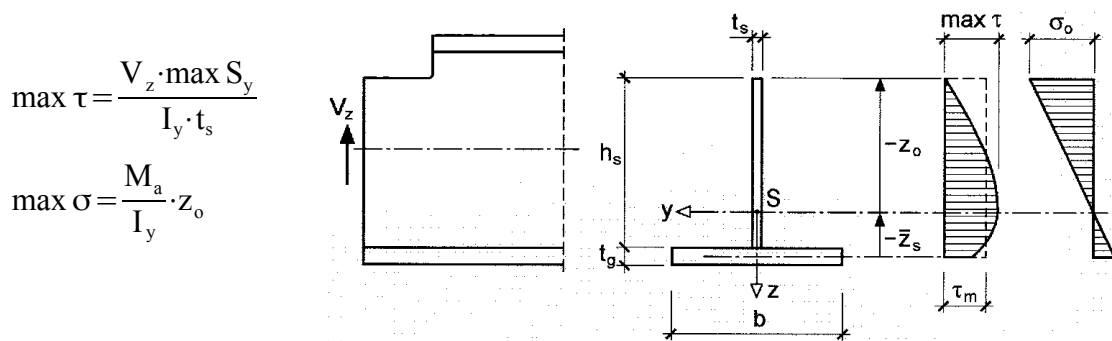 max τ = V_z · max S_y / I_y · t_s
max σ = M_a / I_y · z_o
V_z
t_s
h_s
t_g
y
S
z
b
-z_o
-z̄_s
max τ
τ_m
σ_o